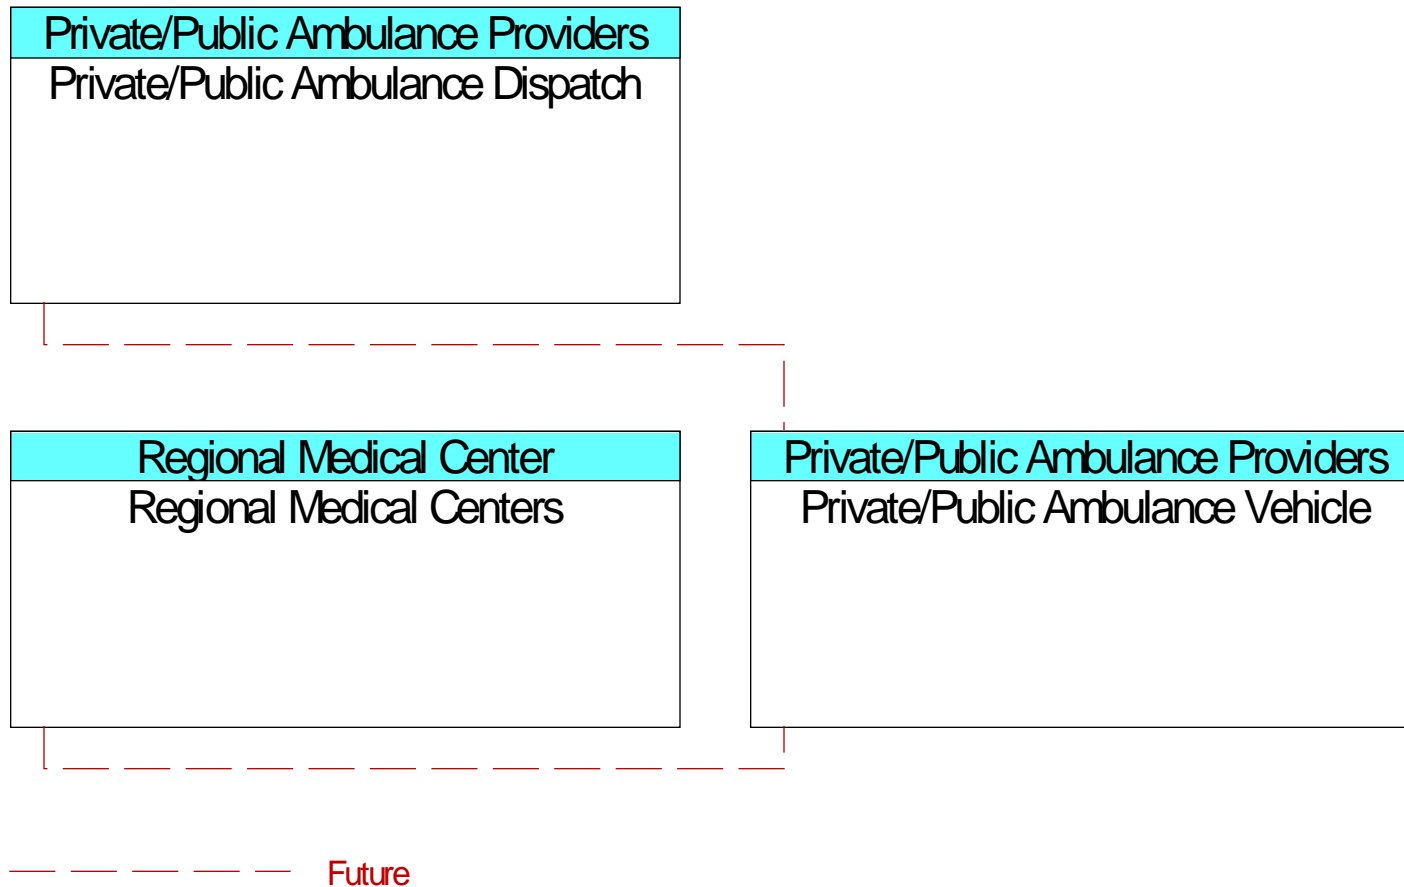 Private/Public Ambulance Providers
Private/Public Ambulance Dispatch
Regional Medical Center
Regional Medical Centers
Private/Public Ambulance Providers
Private/Public Ambulance Vehicle
Future